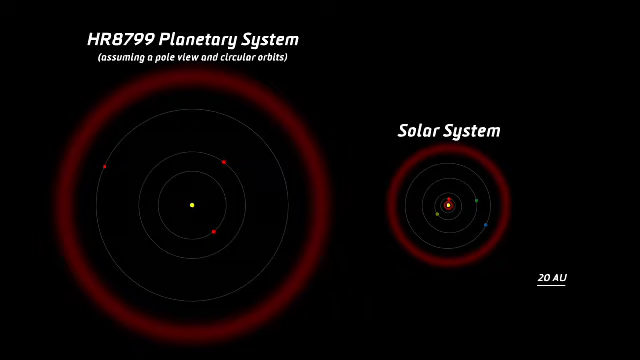 HR8799 Planetary System
(assuming a pole view and circular orbits)
Solar System
20 AU